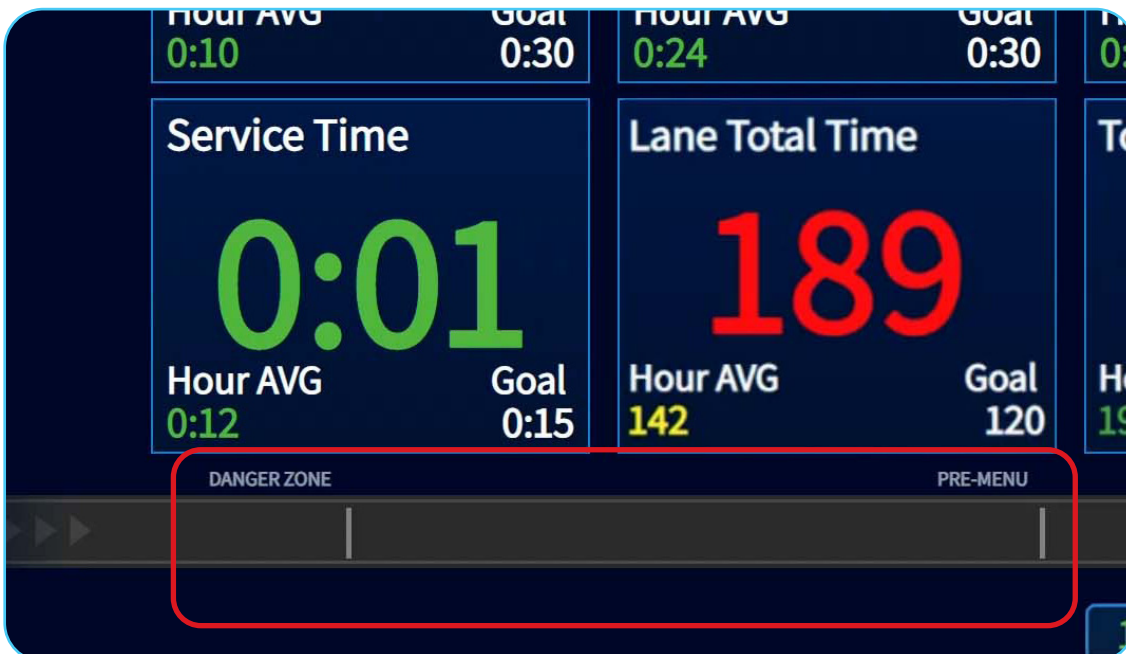 Hour AVG Goal Hour AVG Goal
0:10 0:30 0:24 0:30
Service Time Lane Total Time
0:01 189
Hour AVG Goal Hour AVG Goal
0:12 0:15 142 120
DANGER ZONE PRE-MENU